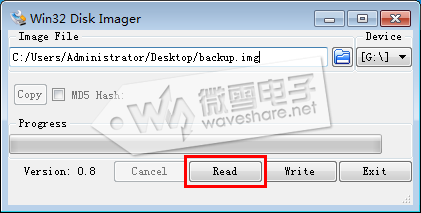 Win32 Disk Imager
Image File
Device
C:/Users/Administrator/Desktop/backup.img
[G:\]
Copy
MD5 Hash:
微雪电子
waveshare.net
Progress
Version: 0.8
Cancel
Read
Write
Exit